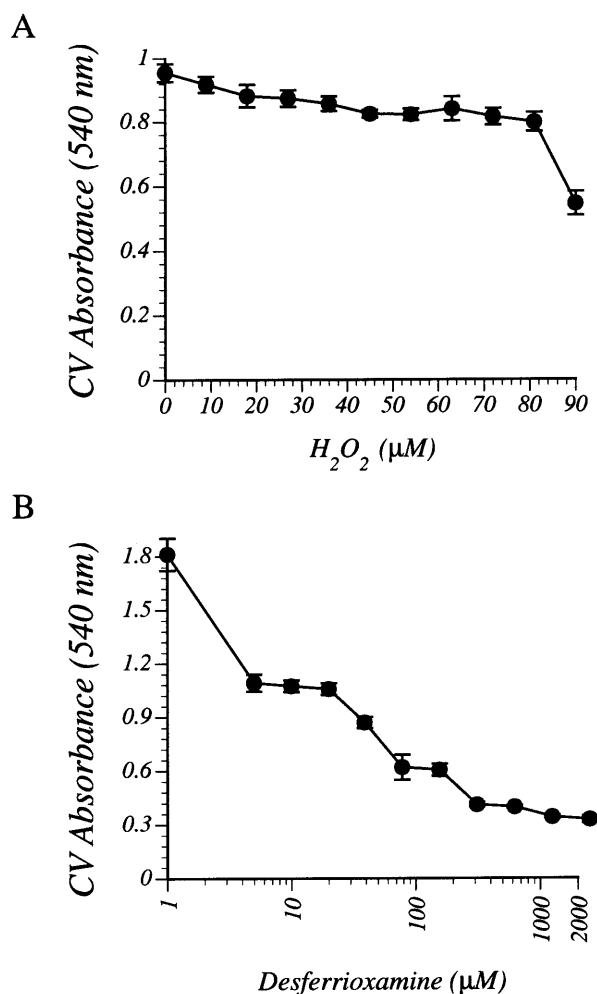 A
CV Absorbance (540 nm)
1
0.8
0.6
0.4
0.2
0
0 10 20 30 40 50 60 70 80 90
H₂O₂ (μM)
B
CV Absorbance (540 nm)
1.8
1.5
1.2
0.9
0.6
0.3
0
1 10 100 1000 2000
Desferrioxamine (μM)